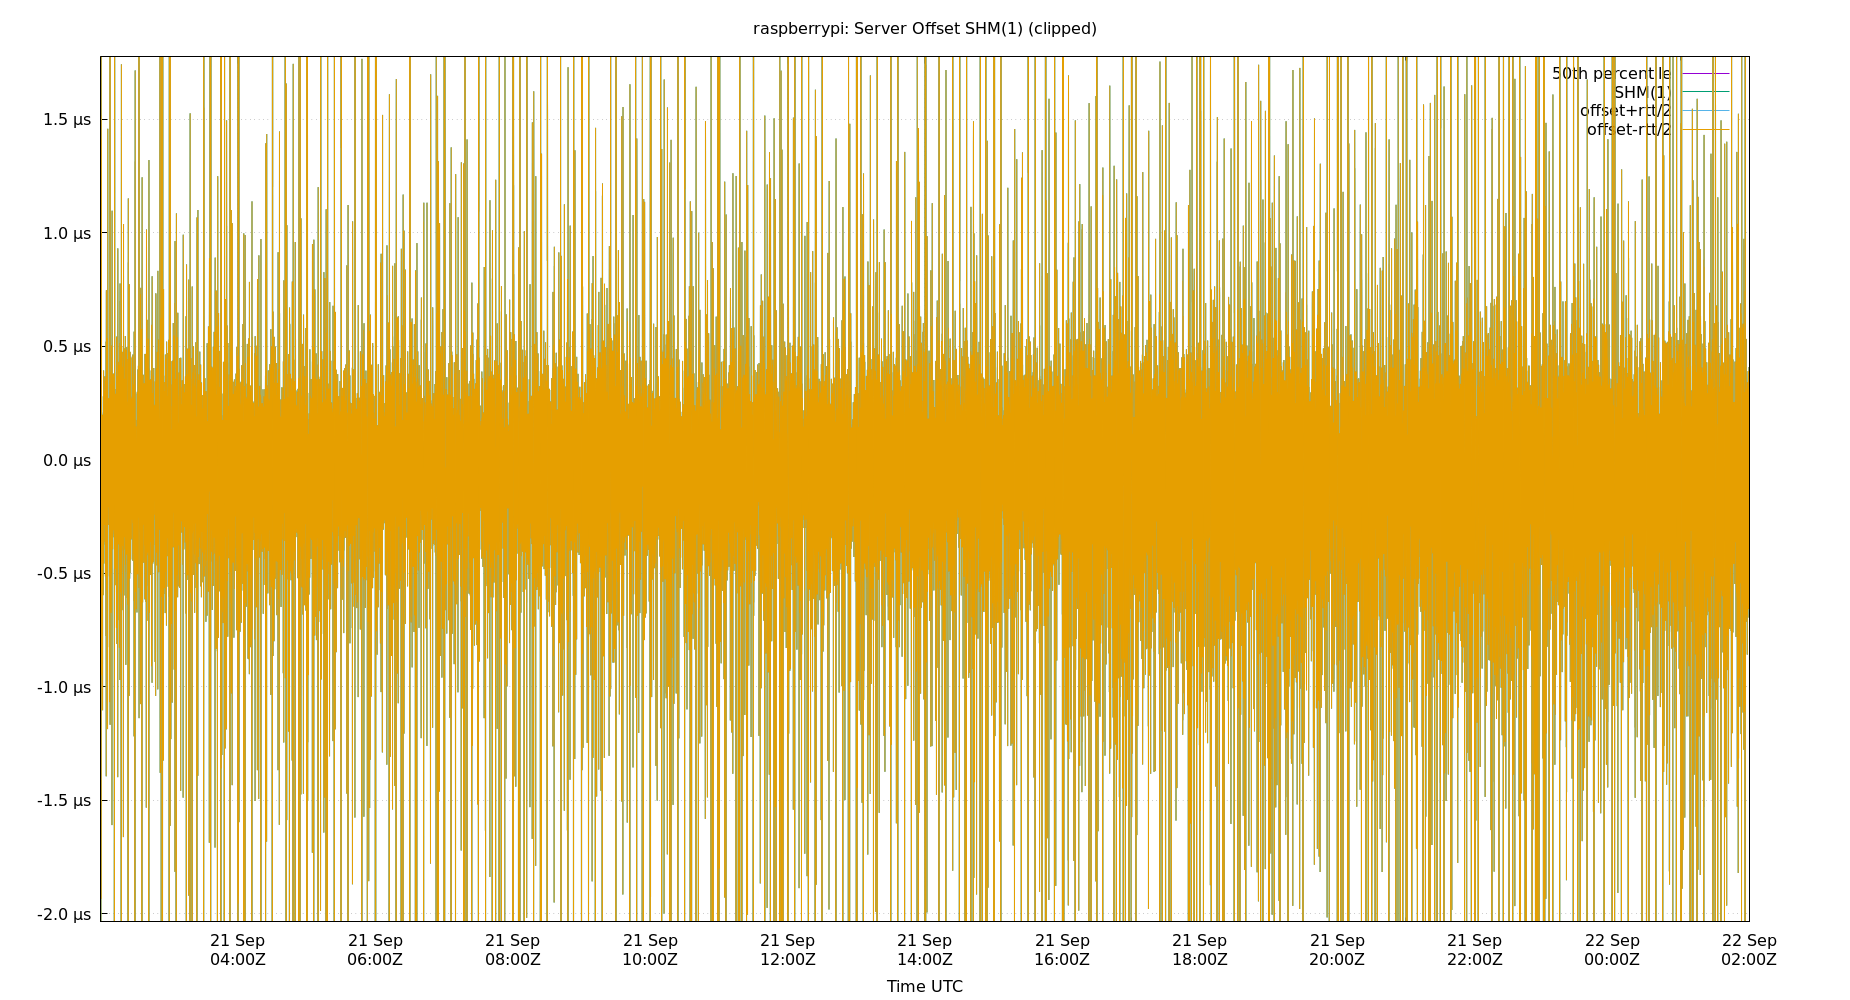 raspberrypi: Server Offset SHM(1) (clipped)
50th percentile
SHM(1)
offset+rtt/2
offset-rtt/2
1.5 µs
1.0 µs
0.5 µs
0.0 µs
-0.5 µs
-1.0 µs
-1.5 µs
-2.0 µs
21 Sep 21 Sep 21 Sep 21 Sep 21 Sep 21 Sep 21 Sep 21 Sep 21 Sep 21 Sep 22 Sep 22 Sep
04:00Z 06:00Z 08:00Z 10:00Z 12:00Z 14:00Z 16:00Z 18:00Z 20:00Z 22:00Z 00:00Z 02:00Z
Time UTC